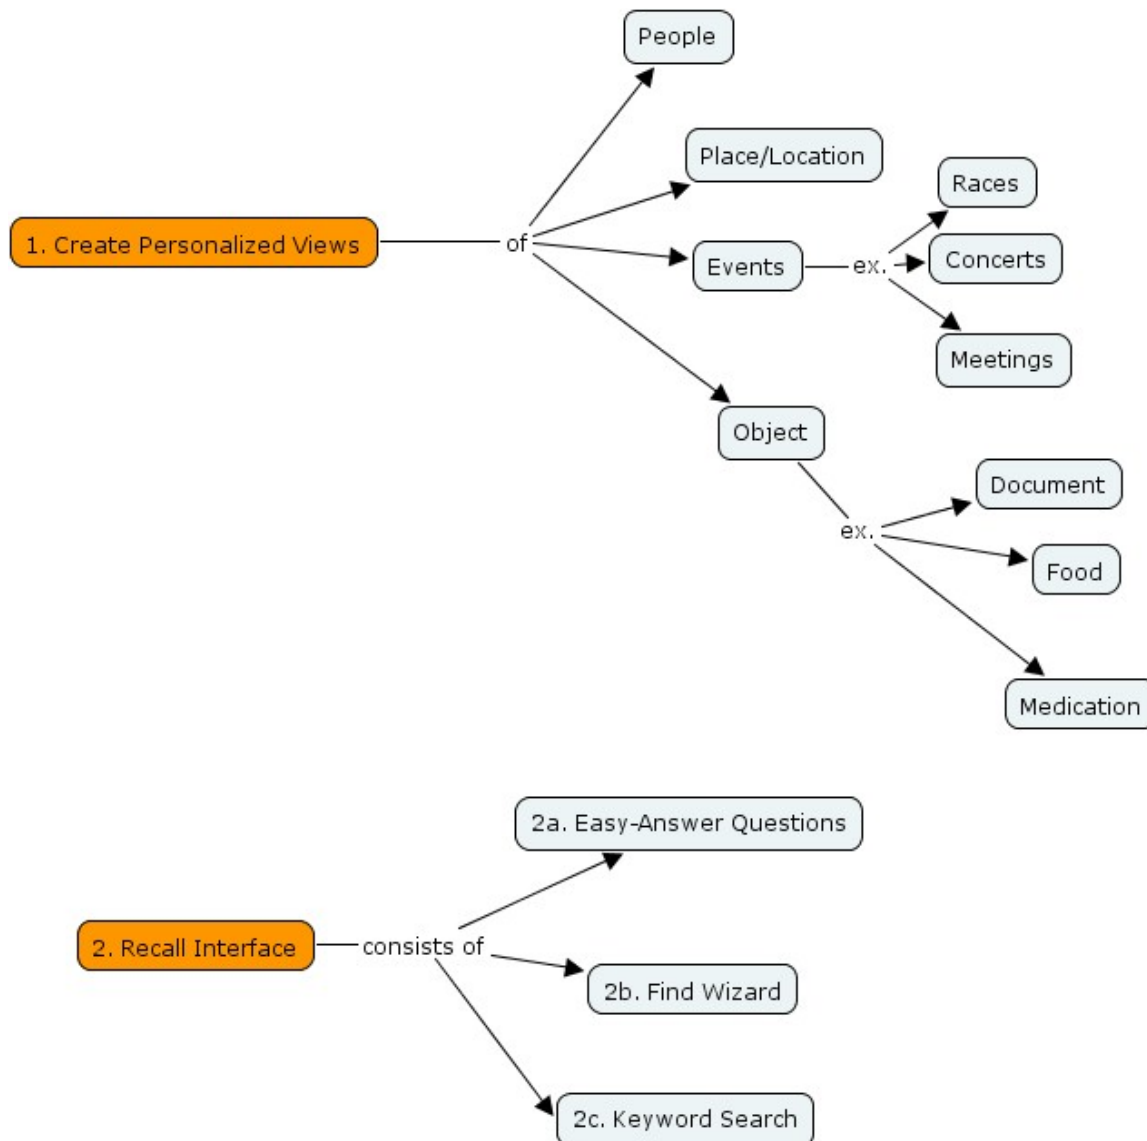 People
Place/Location
Races
1. Create Personalized Views
of
Events
ex.
Concerts
Meetings
Object
Document
ex.
Food
Medication
2a. Easy-Answer Questions
2. Recall Interface
consists of
2b. Find Wizard
2c. Keyword Search